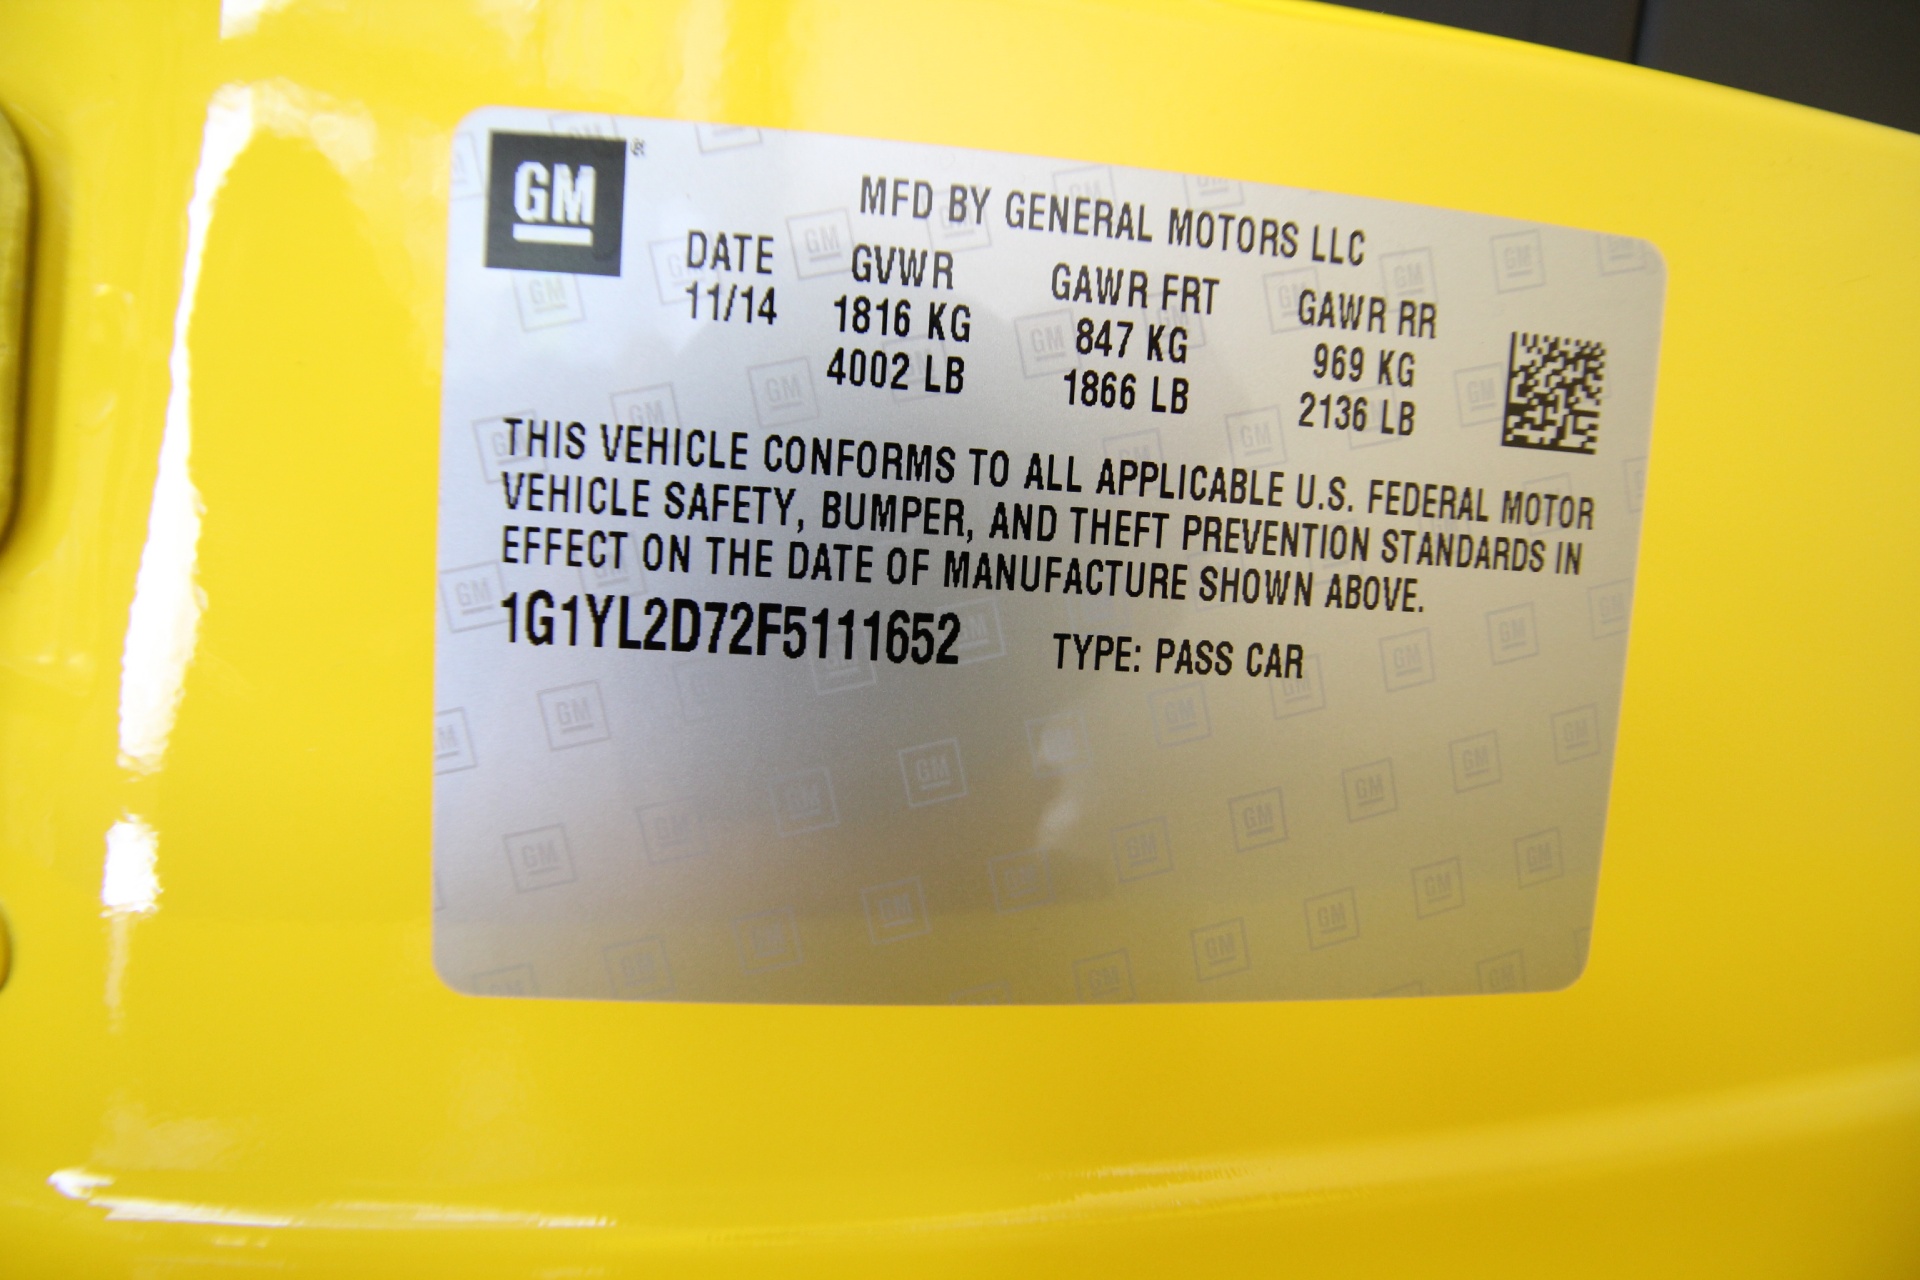 GM®
MFD BY GENERAL MOTORS LLC
DATE GVWR GAWR FRT GAWR RR
11/14 1816 KG 847 KG 969 KG
4002 LB 1866 LB 2136 LB
THIS VEHICLE CONFORMS TO ALL APPLICABLE U.S. FEDERAL MOTOR
VEHICLE SAFETY, BUMPER, AND THEFT PREVENTION STANDARDS IN
EFFECT ON THE DATE OF MANUFACTURE SHOWN ABOVE.
1G1YL2D72F5111652 TYPE: PASS CAR